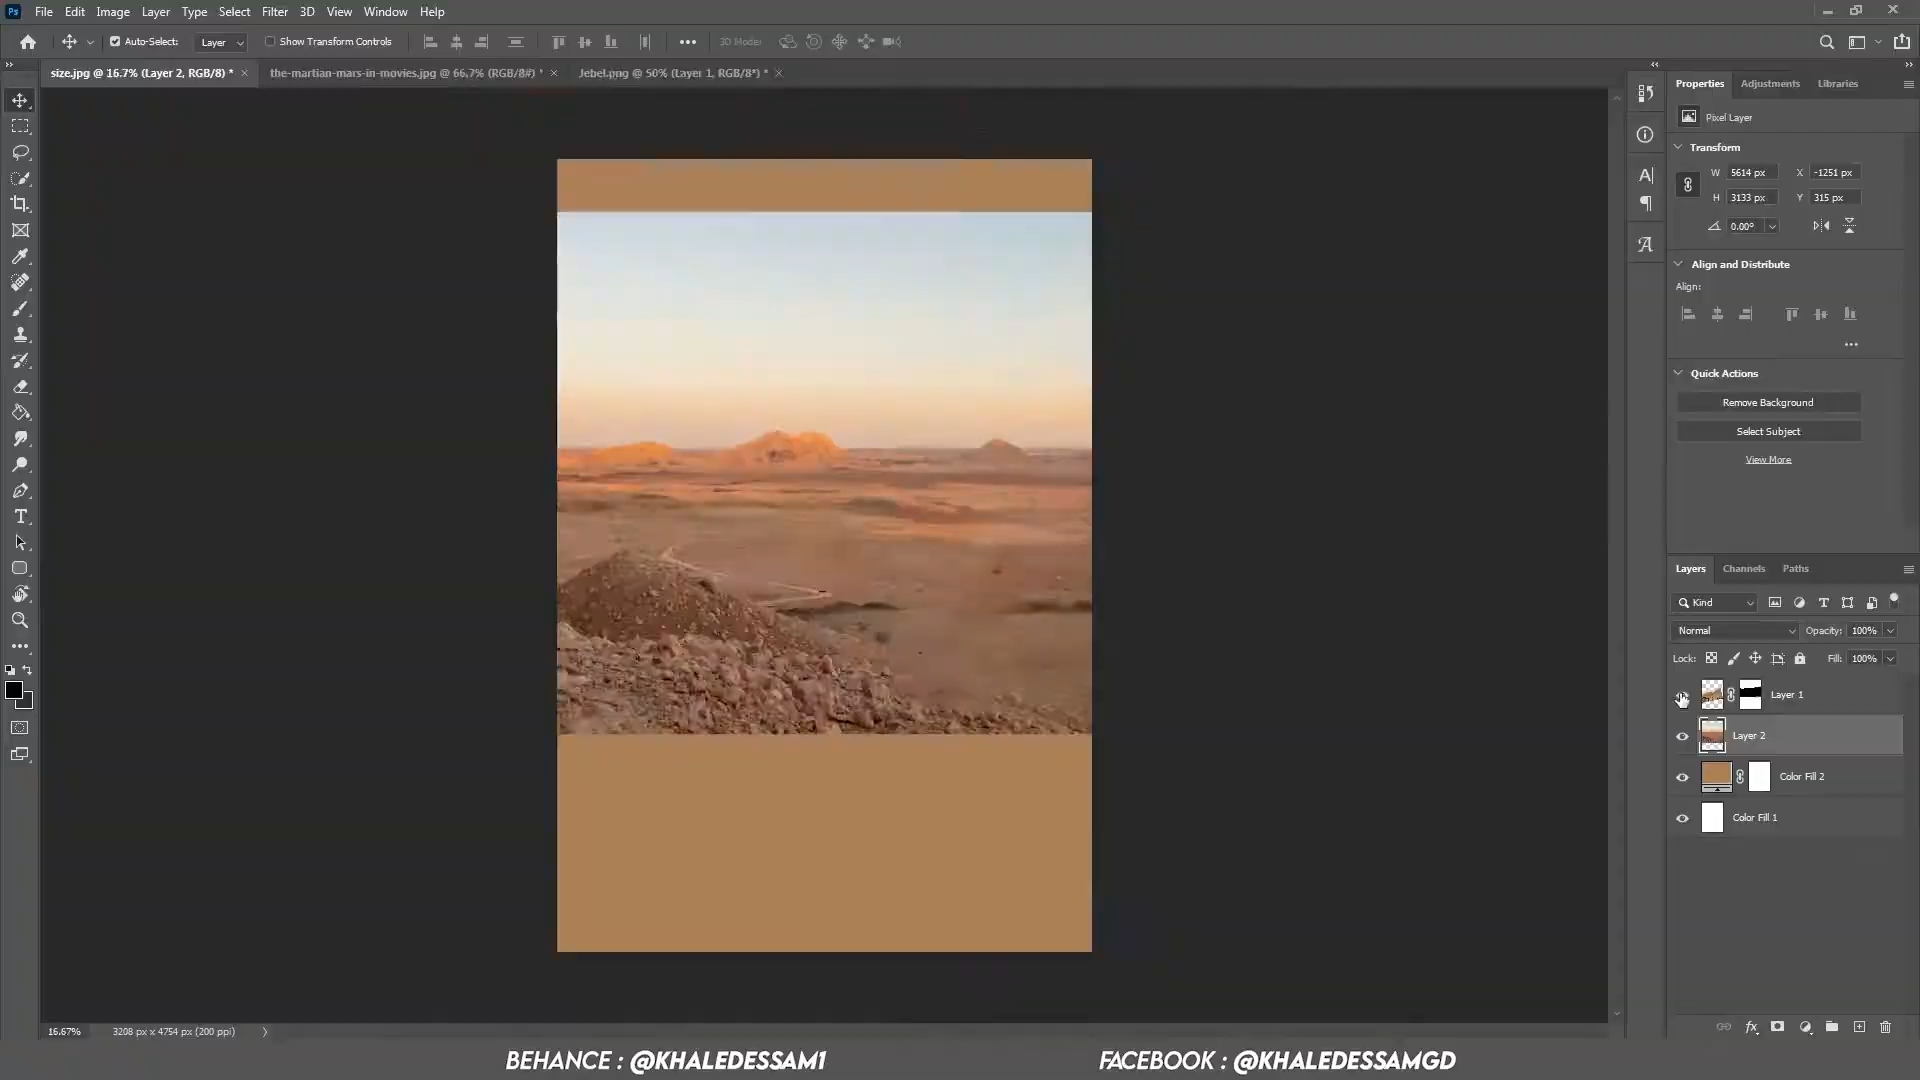 Ps File Edit Image Layer Type Select Filter 3D View Window Help
Auto-Select: Layer Show Transform Controls 3D Mode:
size.jpg @ 16.7% (Layer 2, RGB/8) * the-martian-mars-in-movies.jpg @ 66.7% (RGB/8#) * Jebel.png @ 50% (Layer 1, RGB/8*) *
Properties Adjustments Libraries
Pixel Layer
Transform
W 5614 px X -1251 px
H 3133 px Y 315 px
0.00°
Align and Distribute
Align:
Quick Actions
Remove Background
Select Subject
View More
Layers Channels Paths
Kind
Normal Opacity: 100%
Lock: Fill: 100%
Layer 1
Layer 2
Color Fill 2
Color Fill 1
16.67% 3208 px x 4754 px (200 ppi)
BEHANCE : @KHALEDESSAM1 FACEBOOK : @KHALEDESSAMGD